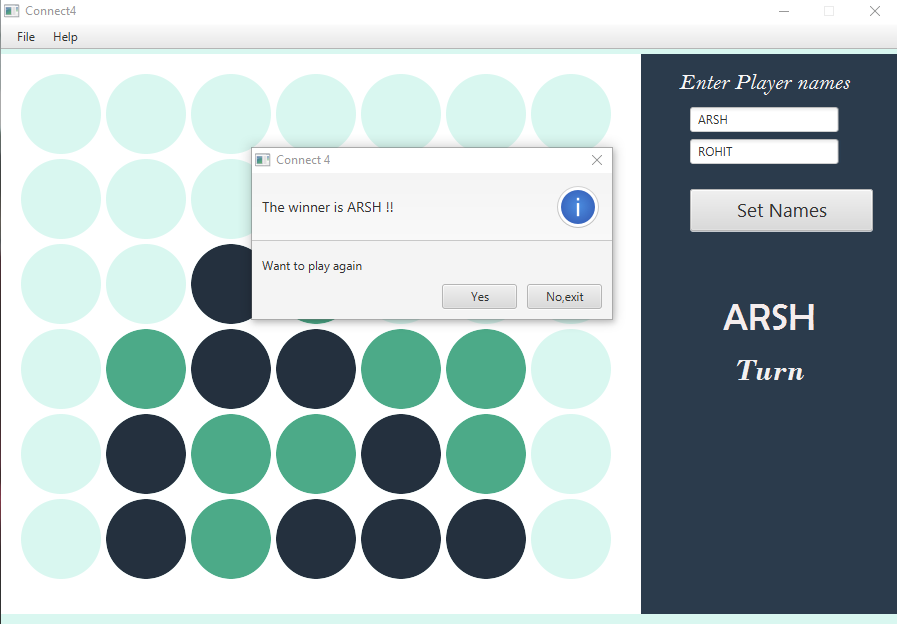 Connect4
File Help
Enter Player names
ARSH
ROHIT
Set Names
Connect 4
The winner is ARSH !!
i
Want to play again
Yes No,exit
ARSH
Turn